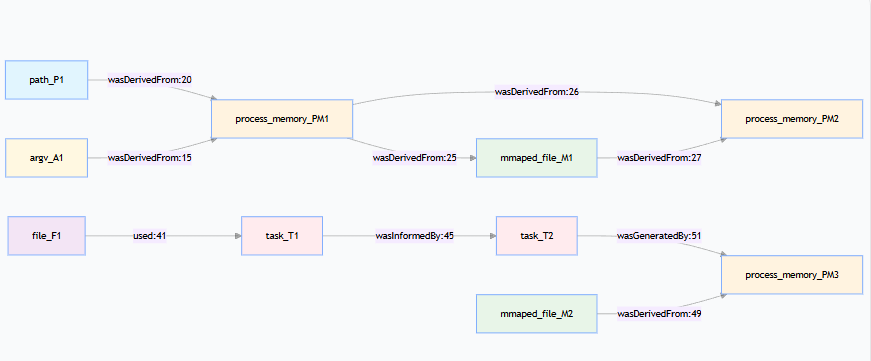 path_P1
wasDerivedFrom:20
wasDerivedFrom:26
process_memory_PM1
process_memory_PM2
argv_A1
wasDerivedFrom:15
wasDerivedFrom:25
mmaped_file_M1
wasDerivedFrom:27
file_F1
used:41
task_T1
wasInformedBy:45
task_T2
wasGeneratedBy:51
process_memory_PM3
mmaped_file_M2
wasDerivedFrom:49